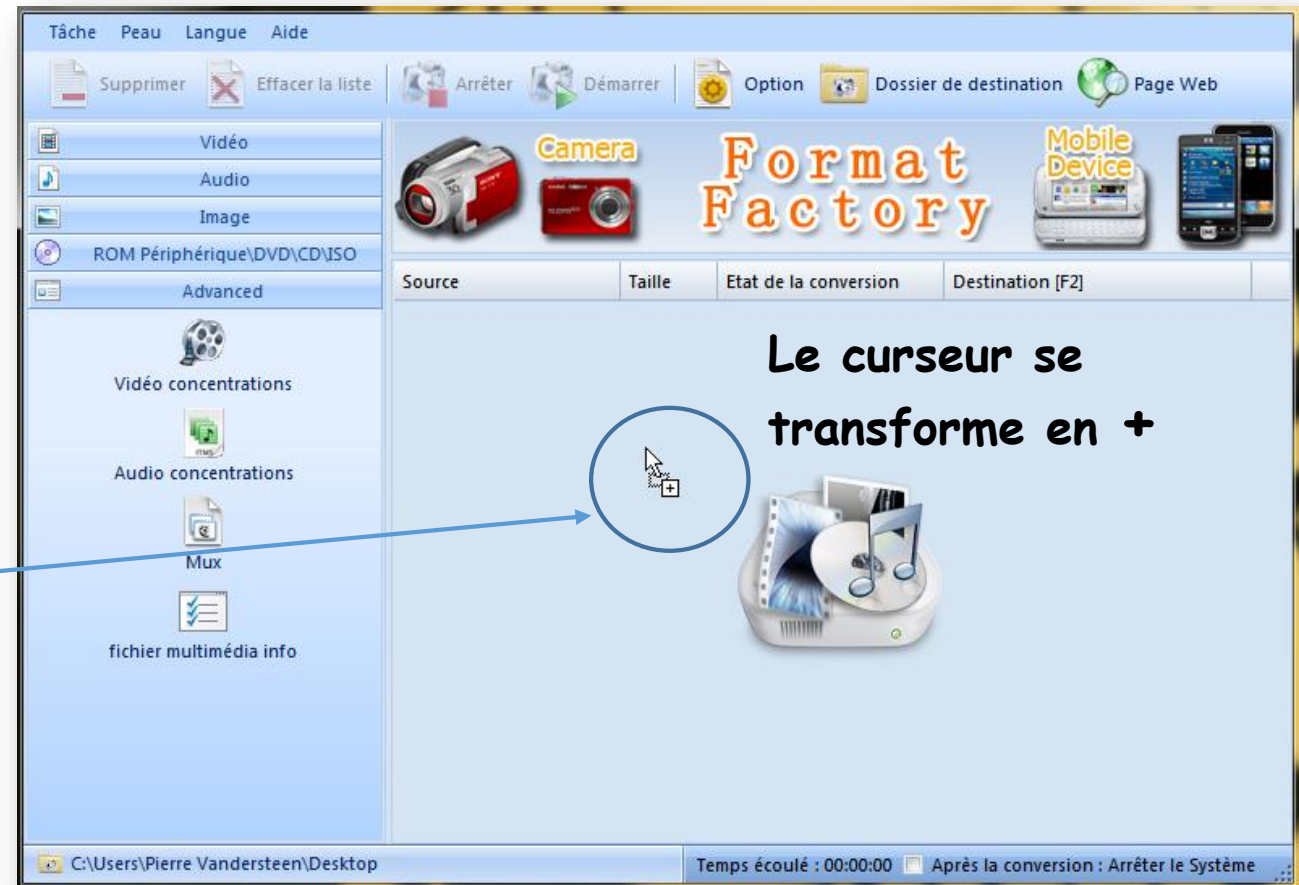 Tâche Peau Langue Aide
Supprimer Effacer la liste Arrêter Démarrer Option Dossier de destination Page Web
Vidéo
Audio
Image
ROM Périphérique\DVD\CD\ISO
Advanced
Vidéo concentrations
Audio concentrations
Mux
fichier multimédia info
Camera
Format
Factory
Mobile
Device
Source Taille Etat de la conversion Destination [F2]
Le curseur se
transforme en +
C:\Users\Pierre Vandersteen\Desktop
Temps écoulé : 00:00:00 Après la conversion : Arrêter le Système